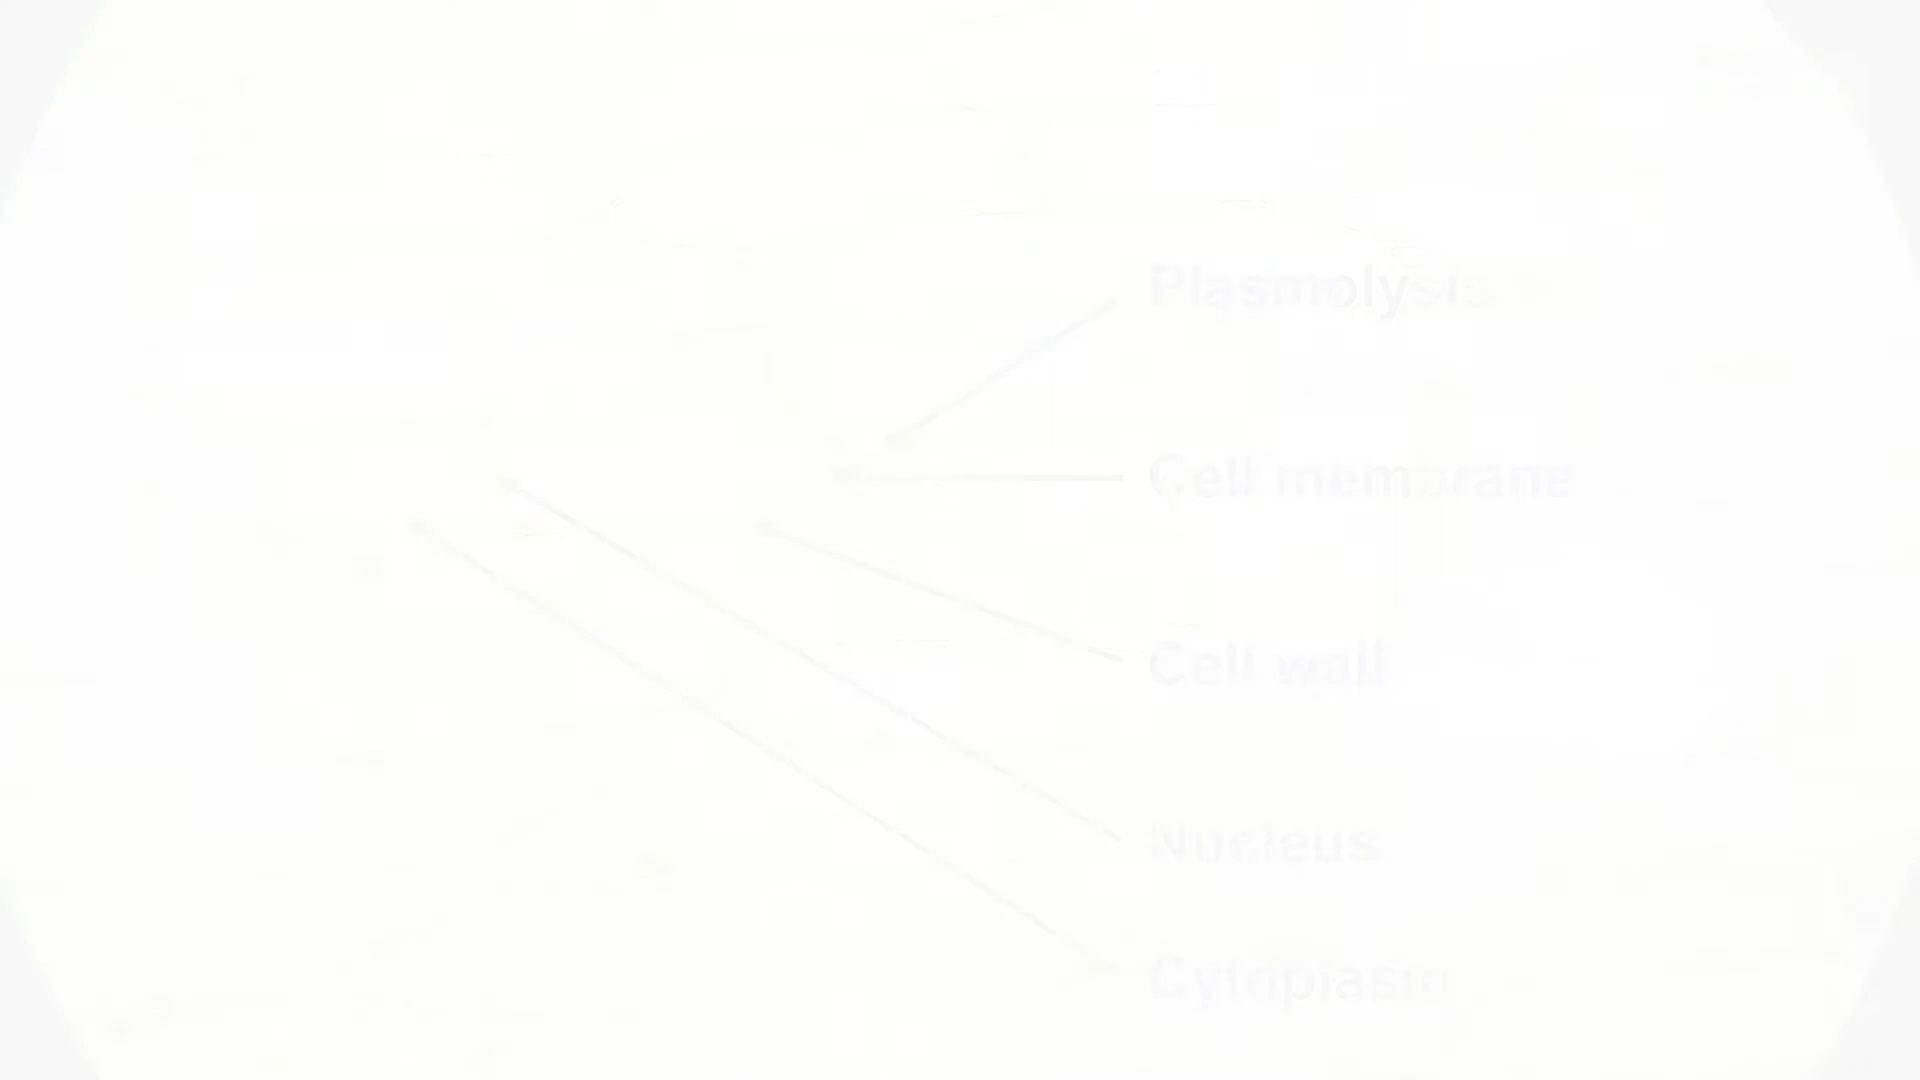 Plasmolysis
Cell membrane
Cell wall
Nucleus
Cytoplasm